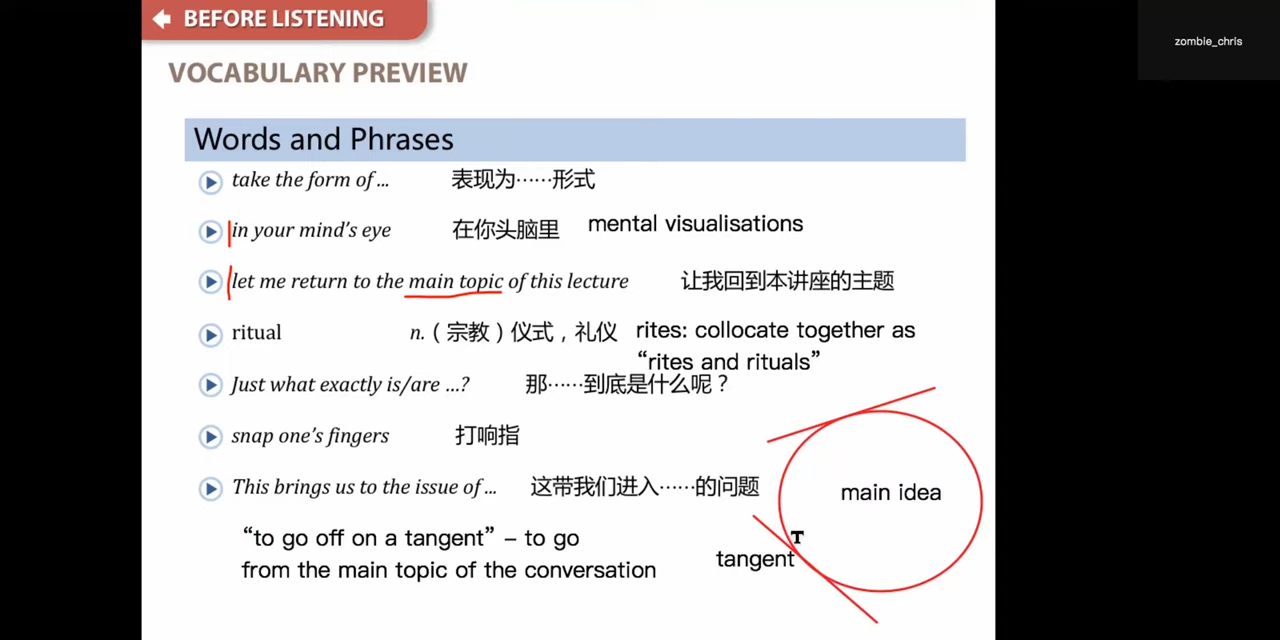 BEFORE LISTENING
zombie_chris
VOCABULARY PREVIEW
Words and Phrases
take the form of ... 表现为……形式
in your mind's eye 在你头脑里 mental visualisations
let me return to the main topic of this lecture 让我回到本讲座的主题
ritual n.（宗教）仪式，礼仪 rites: collocate together as
“rites and rituals”
Just what exactly is/are ...? 那……到底是什么呢？
snap one's fingers 打响指
This brings us to the issue of ... 这带我们进入……的问题
main idea
“to go off on a tangent” – to go
from the main topic of the conversation
tangent